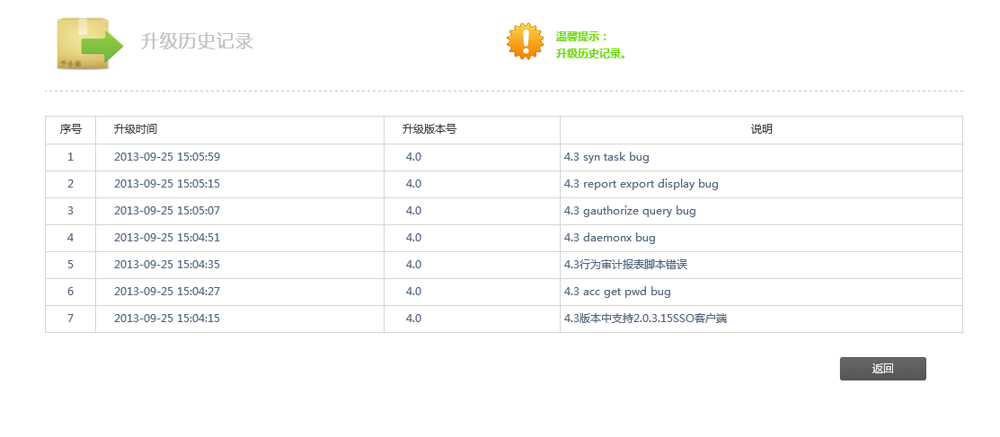 升级历史记录
温馨提示：
升级历史记录。
序号 升级时间 升级版本号 说明
1 2013-09-25 15:05:59 4.0 4.3 syn task bug
2 2013-09-25 15:05:15 4.0 4.3 report export display bug
3 2013-09-25 15:05:07 4.0 4.3 gauthorize query bug
4 2013-09-25 15:04:51 4.0 4.3 daemonx bug
5 2013-09-25 15:04:35 4.0 4.3行为审计报表脚本错误
6 2013-09-25 15:04:27 4.0 4.3 acc get pwd bug
7 2013-09-25 15:04:15 4.0 4.3版本中支持2.0.3.15SSO客户端
返回